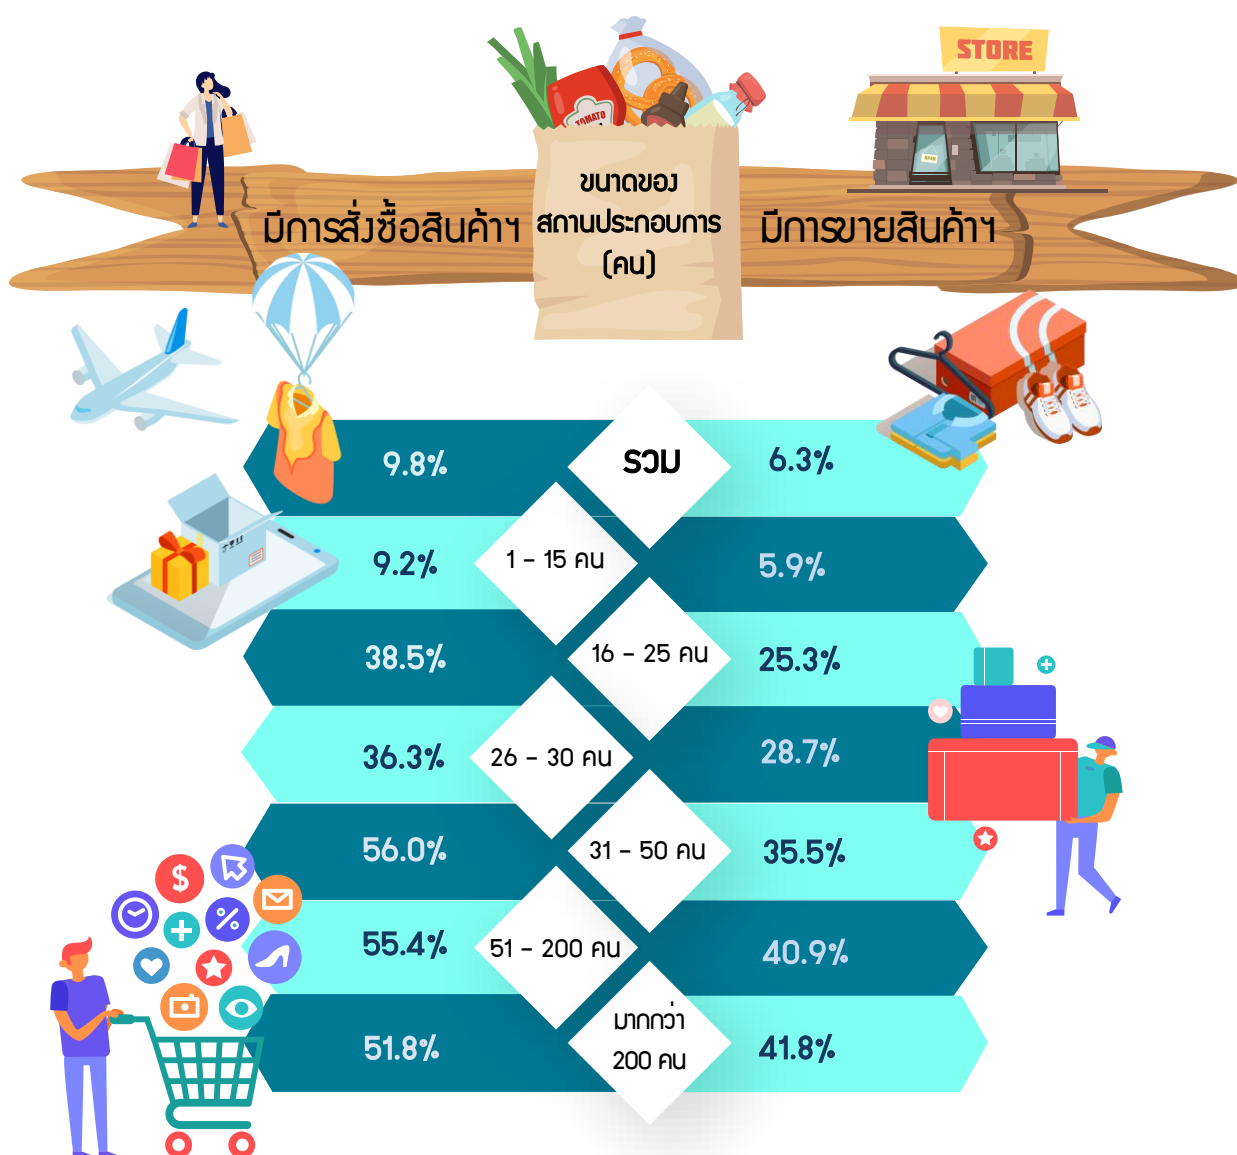 STORE
TOMATO
OPEN
มีการสั่งซื้อสินค้าฯ
ขนาดของ
สถานประกอบการ
(คน)
มีการขายสินค้าฯ
9.8% รวม 6.3%
9.2% 1 - 15 คน 5.9%
38.5% 16 - 25 คน 25.3%
36.3% 26 - 30 คน 28.7%
56.0% 31 - 50 คน 35.5%
55.4% 51 - 200 คน 40.9%
51.8% มากกว่า 41.8%
200 คน